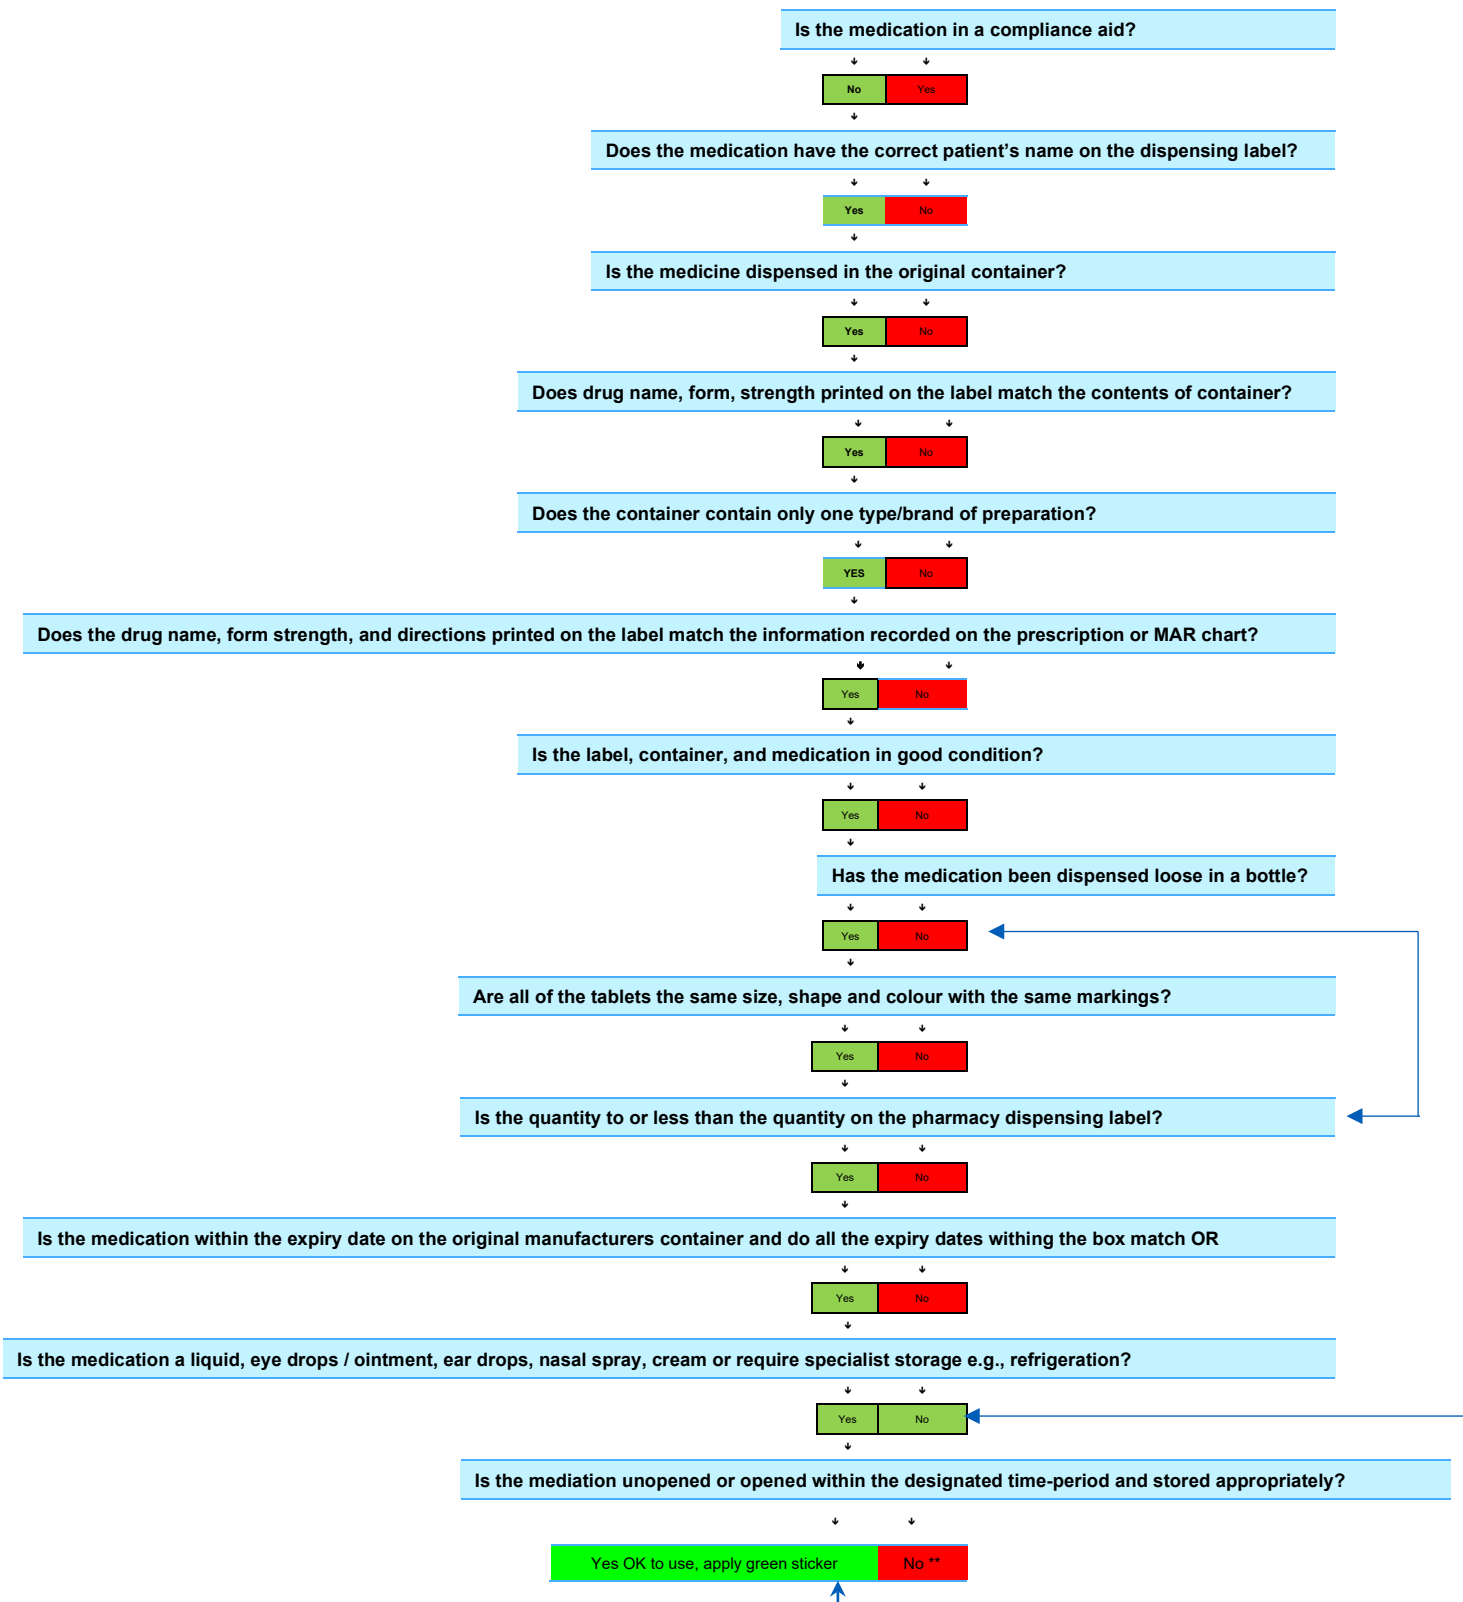 Is the medication in a compliance aid?
No Yes
Does the medication have the correct patient’s name on the dispensing label?
Yes No
Is the medicine dispensed in the original container?
Yes No
Does drug name, form, strength printed on the label match the contents of container?
Yes No
Does the container contain only one type/brand of preparation?
YES No
Does the drug name, form strength, and directions printed on the label match the information recorded on the prescription or MAR chart?
Yes No
Is the label, container, and medication in good condition?
Yes No
Has the medication been dispensed loose in a bottle?
Yes No
Are all of the tablets the same size, shape and colour with the same markings?
Yes No
Is the quantity to or less than the quantity on the pharmacy dispensing label?
Yes No
Is the medication within the expiry date on the original manufacturers container and do all the expiry dates withing the box match OR
Yes No
Is the medication a liquid, eye drops / ointment, ear drops, nasal spray, cream or require specialist storage e.g., refrigeration?
Yes No
Is the mediation unopened or opened within the designated time-period and stored appropriately?
Yes OK to use, apply green sticker No **